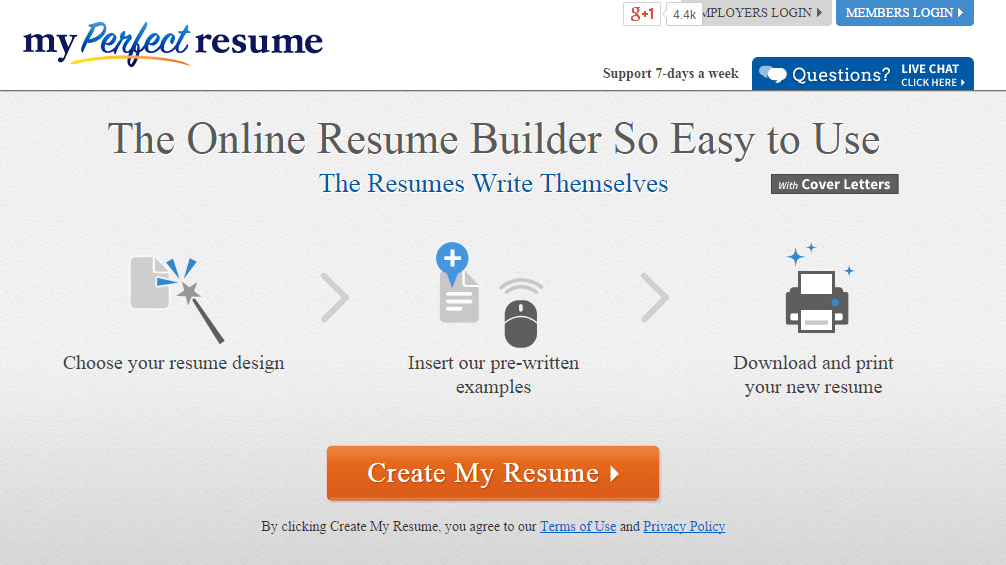 g+1
4.4k
MPLOYERS LOGIN
MEMBERS LOGIN
my Perfect resume
Support 7-days a week
Questions?
LIVE CHAT
CLICK HERE
The Online Resume Builder So Easy to Use
The Resumes Write Themselves
With Cover Letters
Choose your resume design
Insert our pre-written
examples
Download and print
your new resume
Create My Resume
By clicking Create My Resume, you agree to our Terms of Use and Privacy Policy